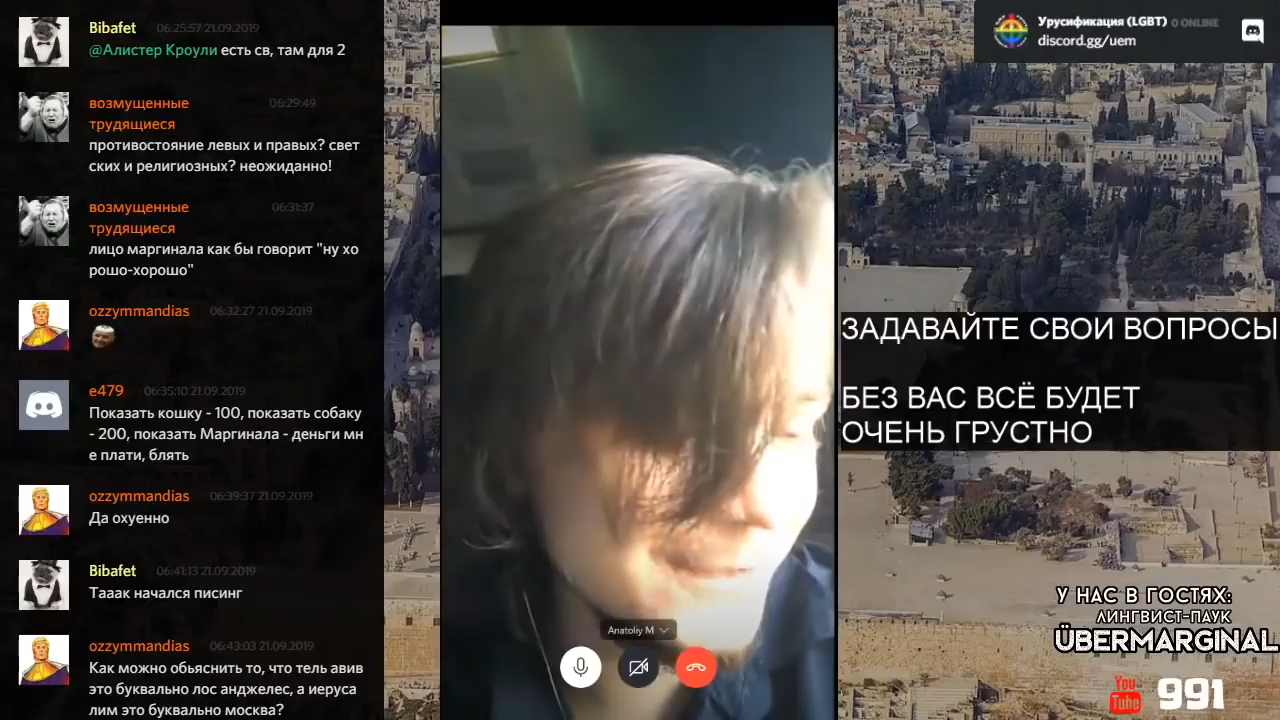 Bibafet 06:25:57 21.09.2019
@Алистер Кроули есть св, там для 2
возмущенные 06:29:49
трудящиеся
противостояние левых и правых? свет
ских и религиозных? неожиданно!
возмущенные 06:31:37
трудящиеся
лицо маргинала как бы говорит "ну хо
рошо-хорошо"
ozzymmandias 06:32:27 21.09.2019
e479 06:35:10 21.09.2019
Показать кошку - 100, показать собаку
- 200, показать Маргинала - деньги мн
е плати, блять
ozzymmandias 06:39:37 21.09.2019
Да охуенно
Bibafet 06:41:13 21.09.2019
Тааак начался писинг
ozzymmandias 06:43:03 21.09.2019
Как можно обьяснить то, что тель авив
это буквально лос анджелес, а иеруса
лим это буквально москва?
Anatoliy M
Урусификация (LGBT) 0 ONLINE
discord.gg/uem
ЗАДАВАЙТЕ СВОИ ВОПРОСЫ
БЕЗ ВАС ВСЁ БУДЕТ
ОЧЕНЬ ГРУСТНО
У НАС В ГОСТЯХ:
ЛИНГВИСТ-ПАУК
ÜBERMARGINAL
You Tube 991